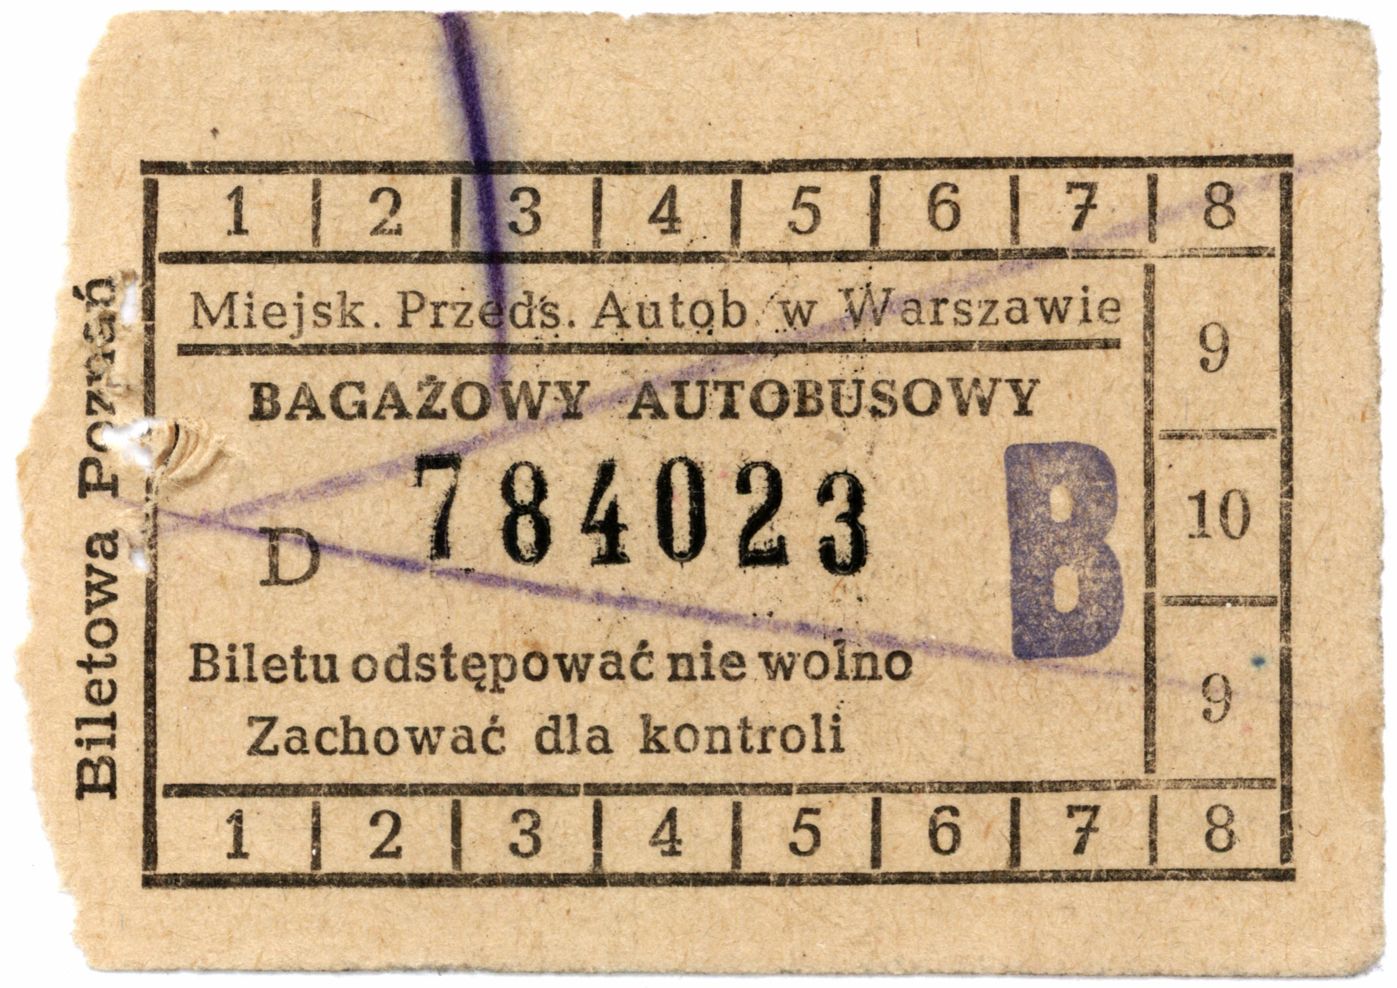 1 2 3 4 5 6 7 8
Miejsk. Przeds. Autob. w Warszawie
9
BAGAŻOWY AUTOBUSOWY
D 784023
B
10
Biletu odstępować nie wolno
9
Zachować dla kontroli
1 2 3 4 5 6 7 8
Biletowa Poznań